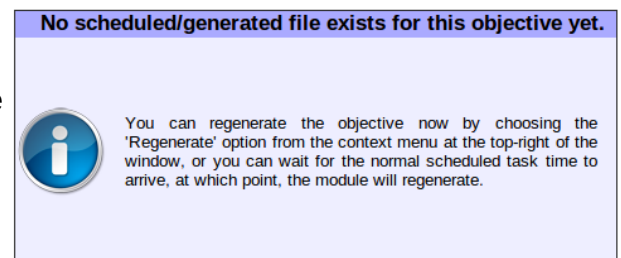 No scheduled/generated file exists for this objective yet.
You can regenerate the objective now by choosing the
'Regenerate' option from the context menu at the top-right of the
window, or you can wait for the normal scheduled task time to
arrive, at which point, the module will regenerate.